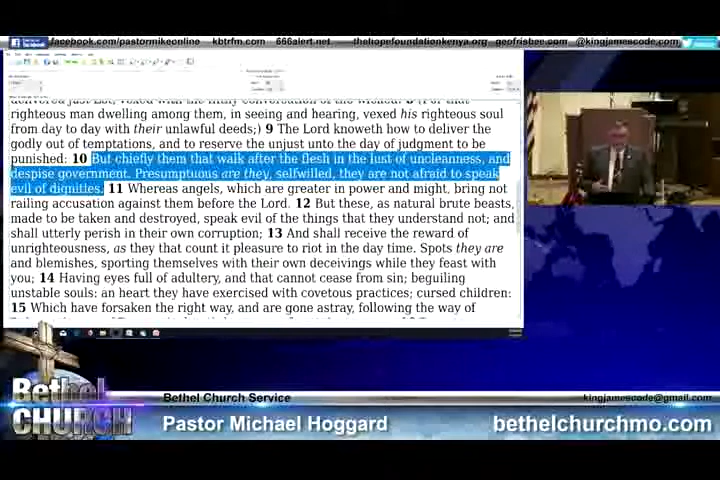 facebook.com/pastormikeonline kbtrfm.com 666alert.net thehopefoundationkenya.org geofrisbee.com @kingjamescode.com
righteous man dwelling among them, in seeing and hearing, vexed his righteous soul
from day to day with their unlawful deeds;) 9 The Lord knoweth how to deliver the
godly out of temptations, and to reserve the unjust unto the day of judgment to be
punished: 10 But chiefly them that walk after the flesh in the lust of uncleanness, and
despise government. Presumptuous are they, selfwilled, they are not afraid to speak
evil of dignities. 11 Whereas angels, which are greater in power and might, bring not
railing accusation against them before the Lord. 12 But these, as natural brute beasts,
made to be taken and destroyed, speak evil of the things that they understand not; and
shall utterly perish in their own corruption; 13 And shall receive the reward of
unrighteousness, as they that count it pleasure to riot in the day time. Spots they are
and blemishes, sporting themselves with their own deceivings while they feast with
you; 14 Having eyes full of adultery, and that cannot cease from sin; beguiling
unstable souls: an heart they have exercised with covetous practices; cursed children:
15 Which have forsaken the right way, and are gone astray, following the way of
Bethel
CHURCH
Bethel Church Service
kingjamescode@gmail.com
Pastor Michael Hoggard
bethelchurchmo.com